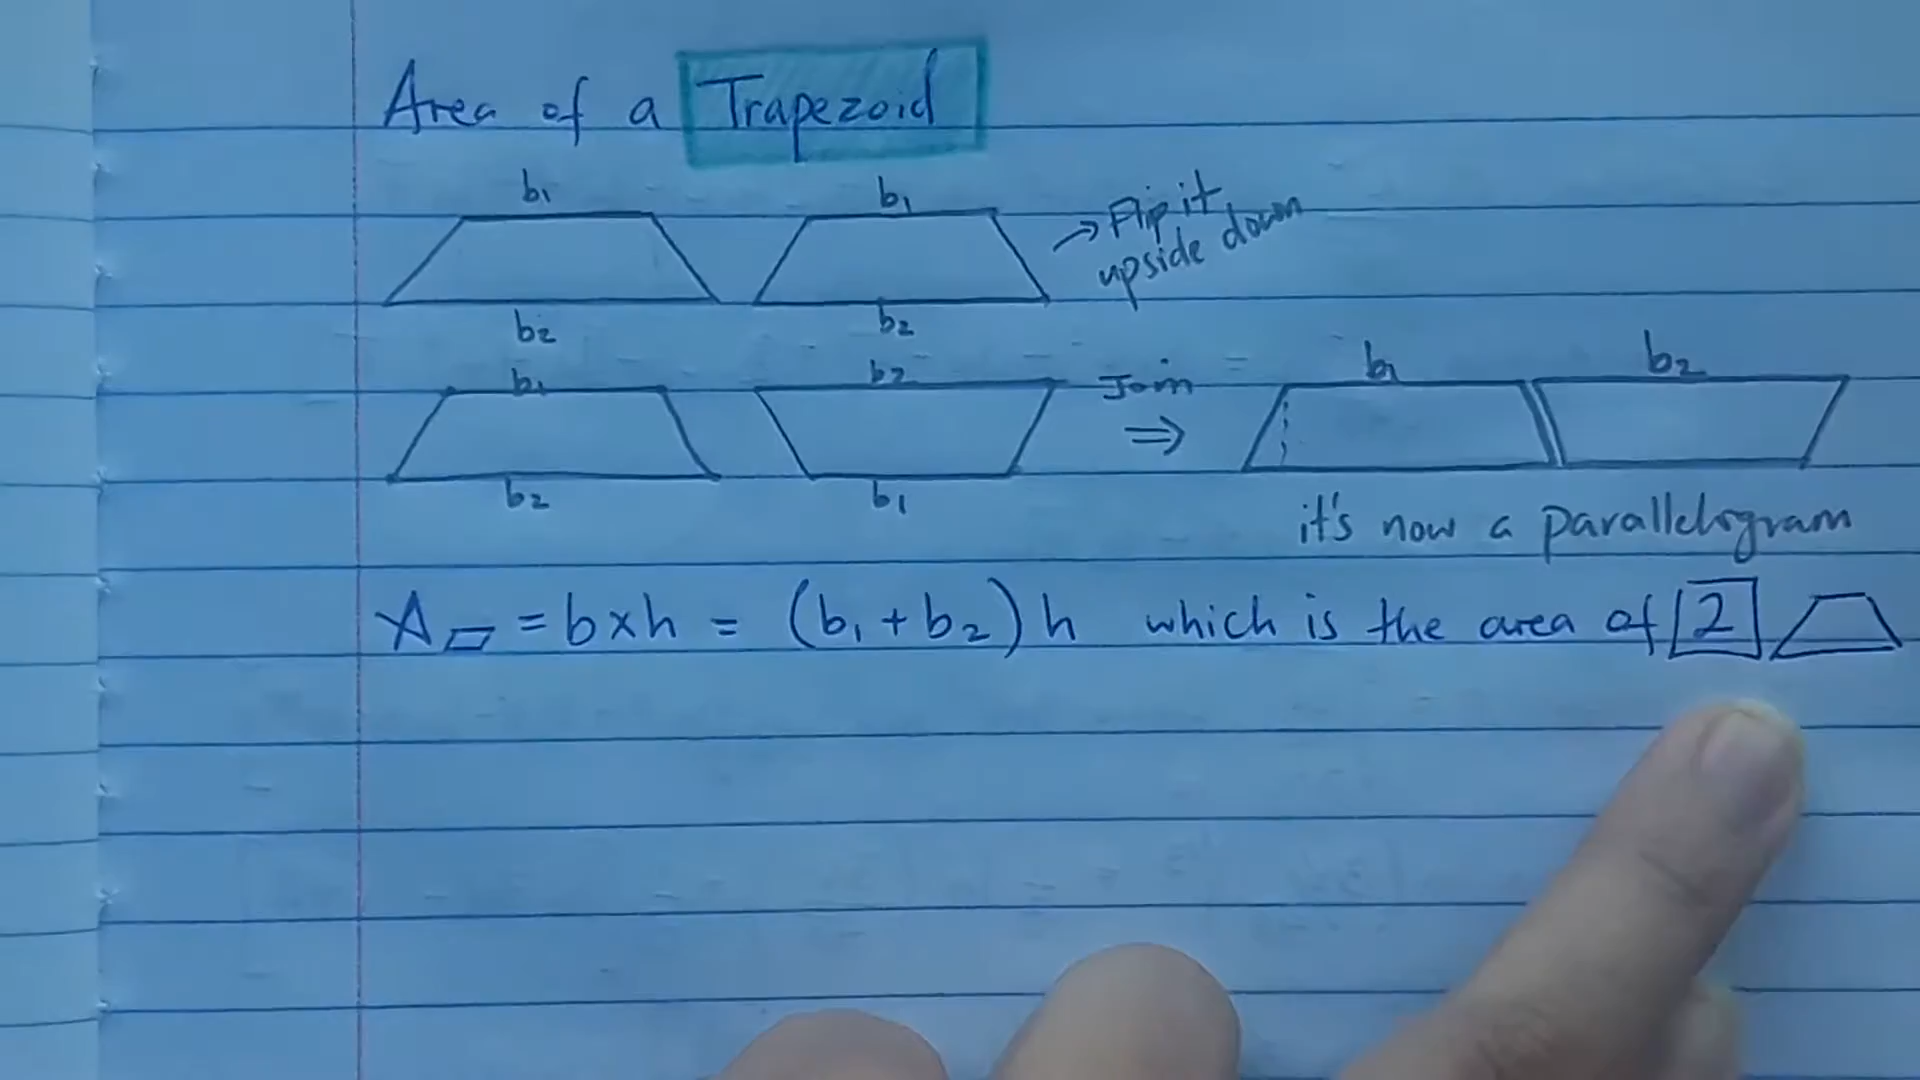 Area of a Trapezoid
b₁ b₁
→ Flip it
upside down
b₂ b₂
b₁ b₂ Join b₁ b₂
⇒
b₂ b₁
it's now a parallelogram
A▱ = b×h = (b₁ + b₂) h which is the area of 2